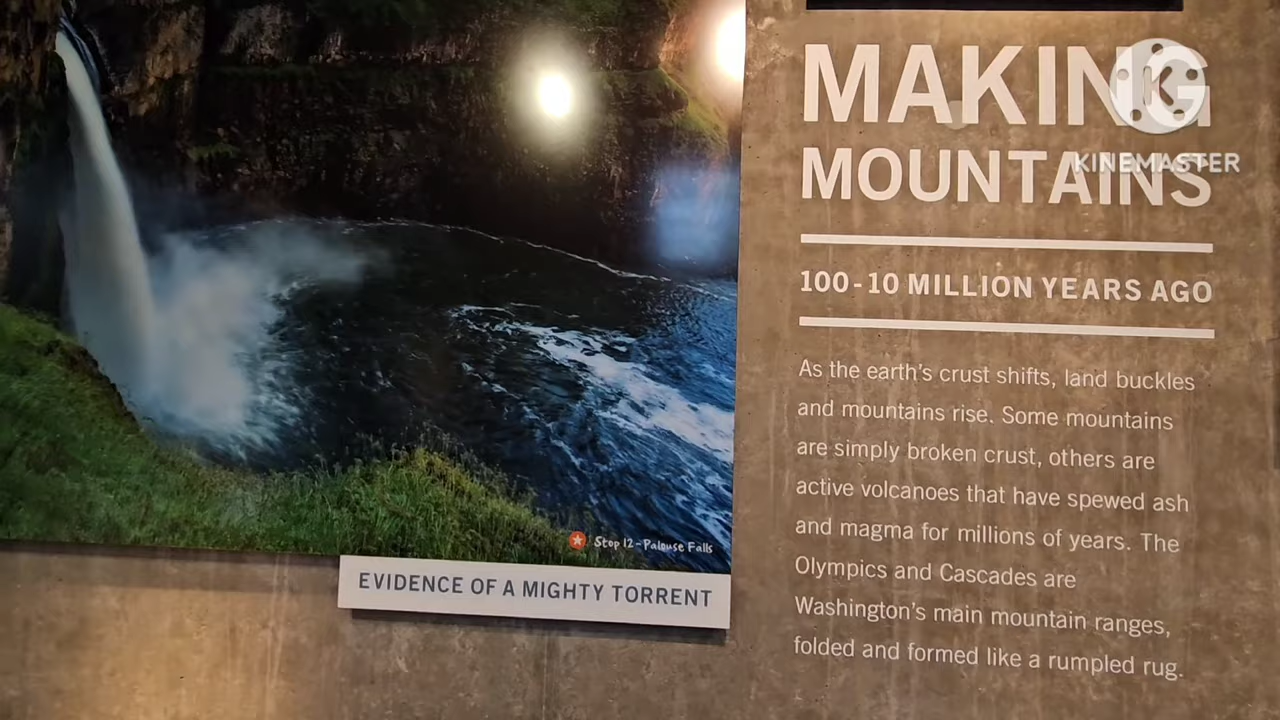 MAKING
MOUNTAINS
KINEMASTER
100-10 MILLION YEARS AGO
As the earth's crust shifts, land buckles
and mountains rise. Some mountains
are simply broken crust, others are
active volcanoes that have spewed ash
and magma for millions of years. The
Olympics and Cascades are
Washington's main mountain ranges,
folded and formed like a rumpled rug.
Stop 12-Palouse Falls
EVIDENCE OF A MIGHTY TORRENT